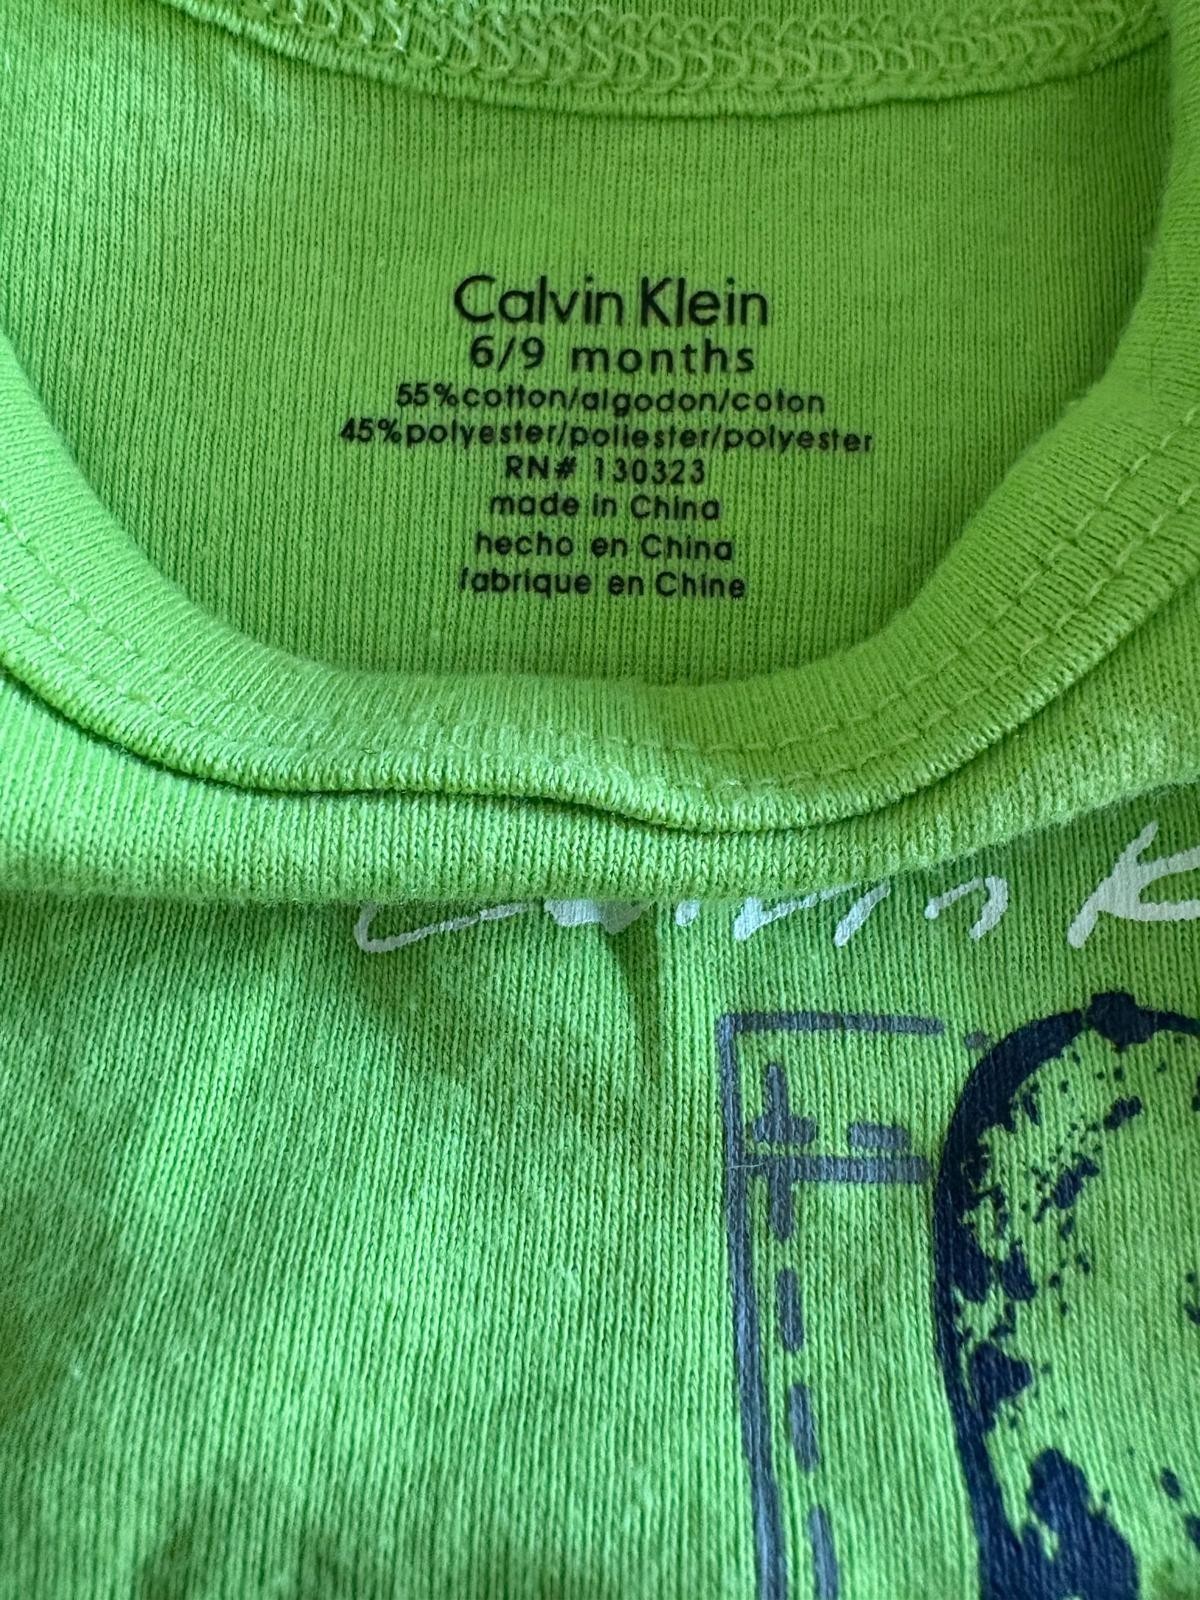 Calvin Klein
6/9 months
55%cotton/algodon/coton
45%polyester/poliester/polyester
RN# 130323
made in China
hecho en China
fabrique en Chine
Calvin K